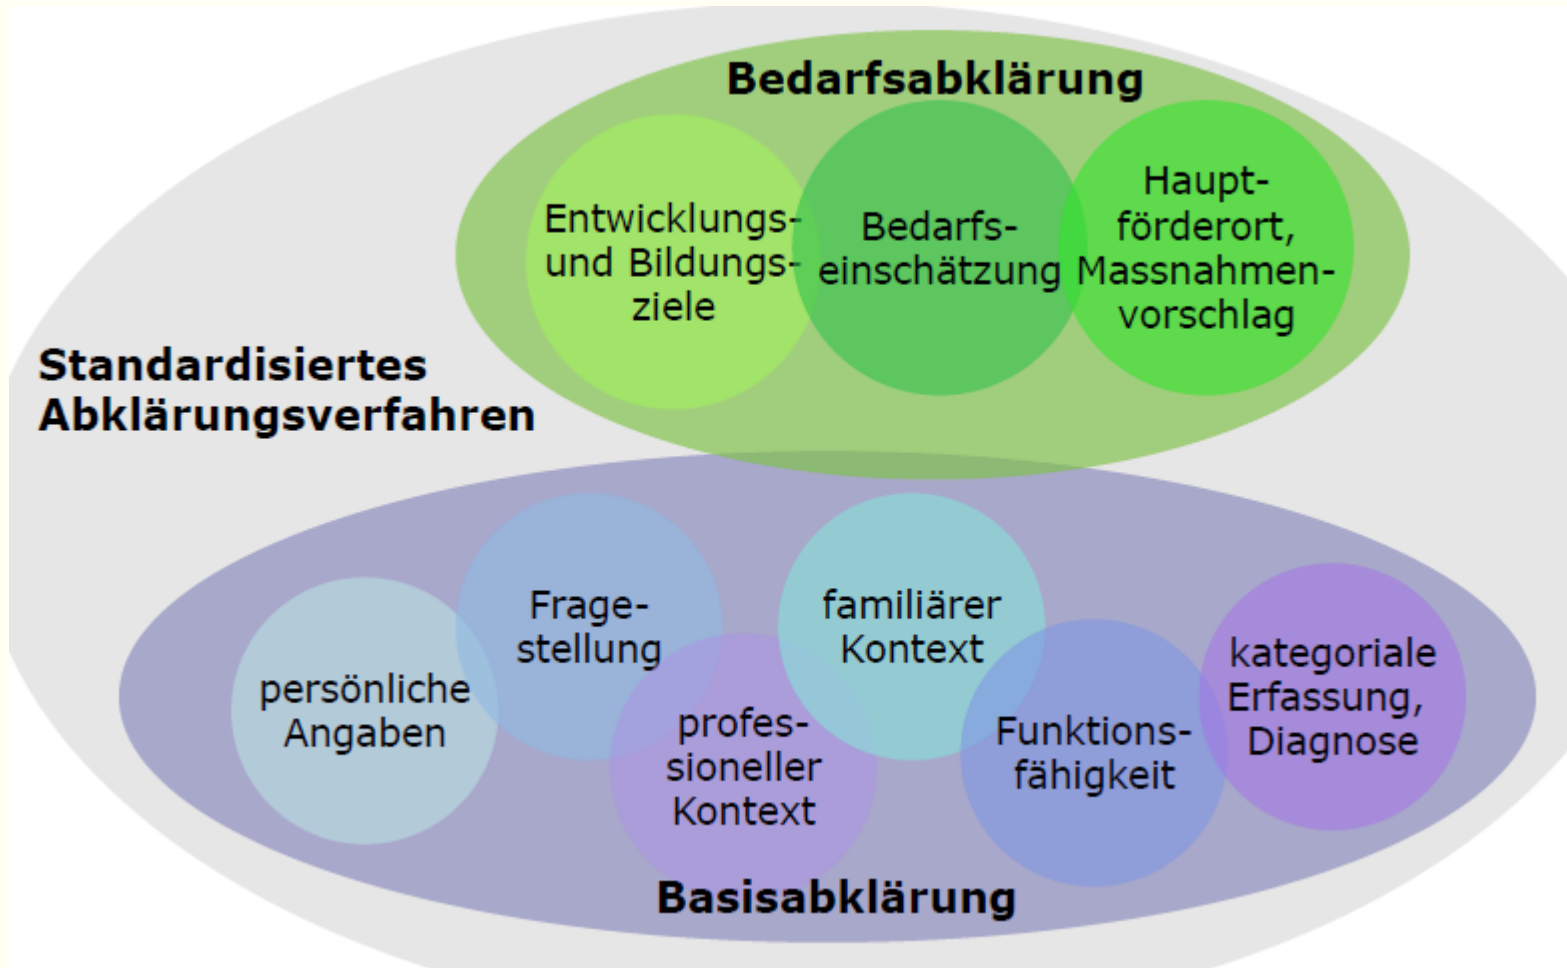 Bedarfsabklärung
Entwicklungs-
und Bildungs-
ziele
Bedarfs-
einschätzung
Haupt-
förderort,
Massnahmen-
vorschlag
Standardisiertes
Abklärungsverfahren
persönliche
Angaben
Frage-
stellung
profes-
sioneller
Kontext
familiärer
Kontext
Funktions-
fähigkeit
kategoriale
Erfassung,
Diagnose
Basisabklärung